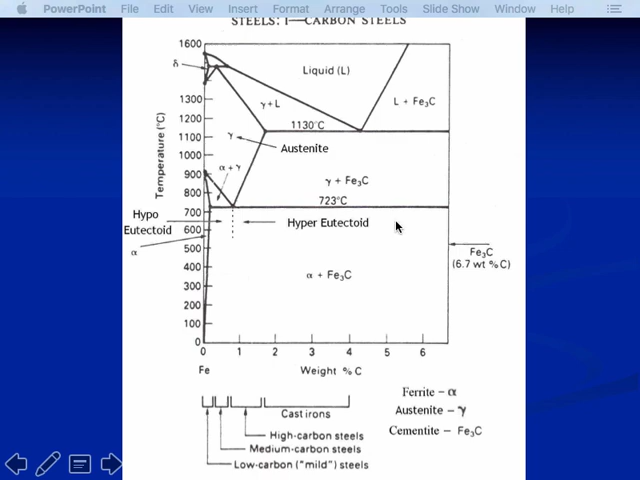 PowerPoint File Edit View Insert Format Arrange Tools Slide Show Window Help
STEELS: I—CARBON STEELS
1600
δ
Liquid (L)
γ+L
L + Fe₃C
1300
1200
1130°C
1100
γ
Austenite
1000
α + γ
900
γ + Fe₃C
800
723°C
700
Hypo
Eutectoid
Hyper Eutectoid
600
500
α
Fe₃C
(6.7 wt %C)
400
α + Fe₃C
300
200
100
0
Temperature (°C)
0 1 2 3 4 5 6
Fe
Weight %C
Cast irons
High-carbon steels
Medium-carbon steels
Low-carbon ("mild") steels
Ferrite – α
Austenite – γ
Cementite – Fe₃C